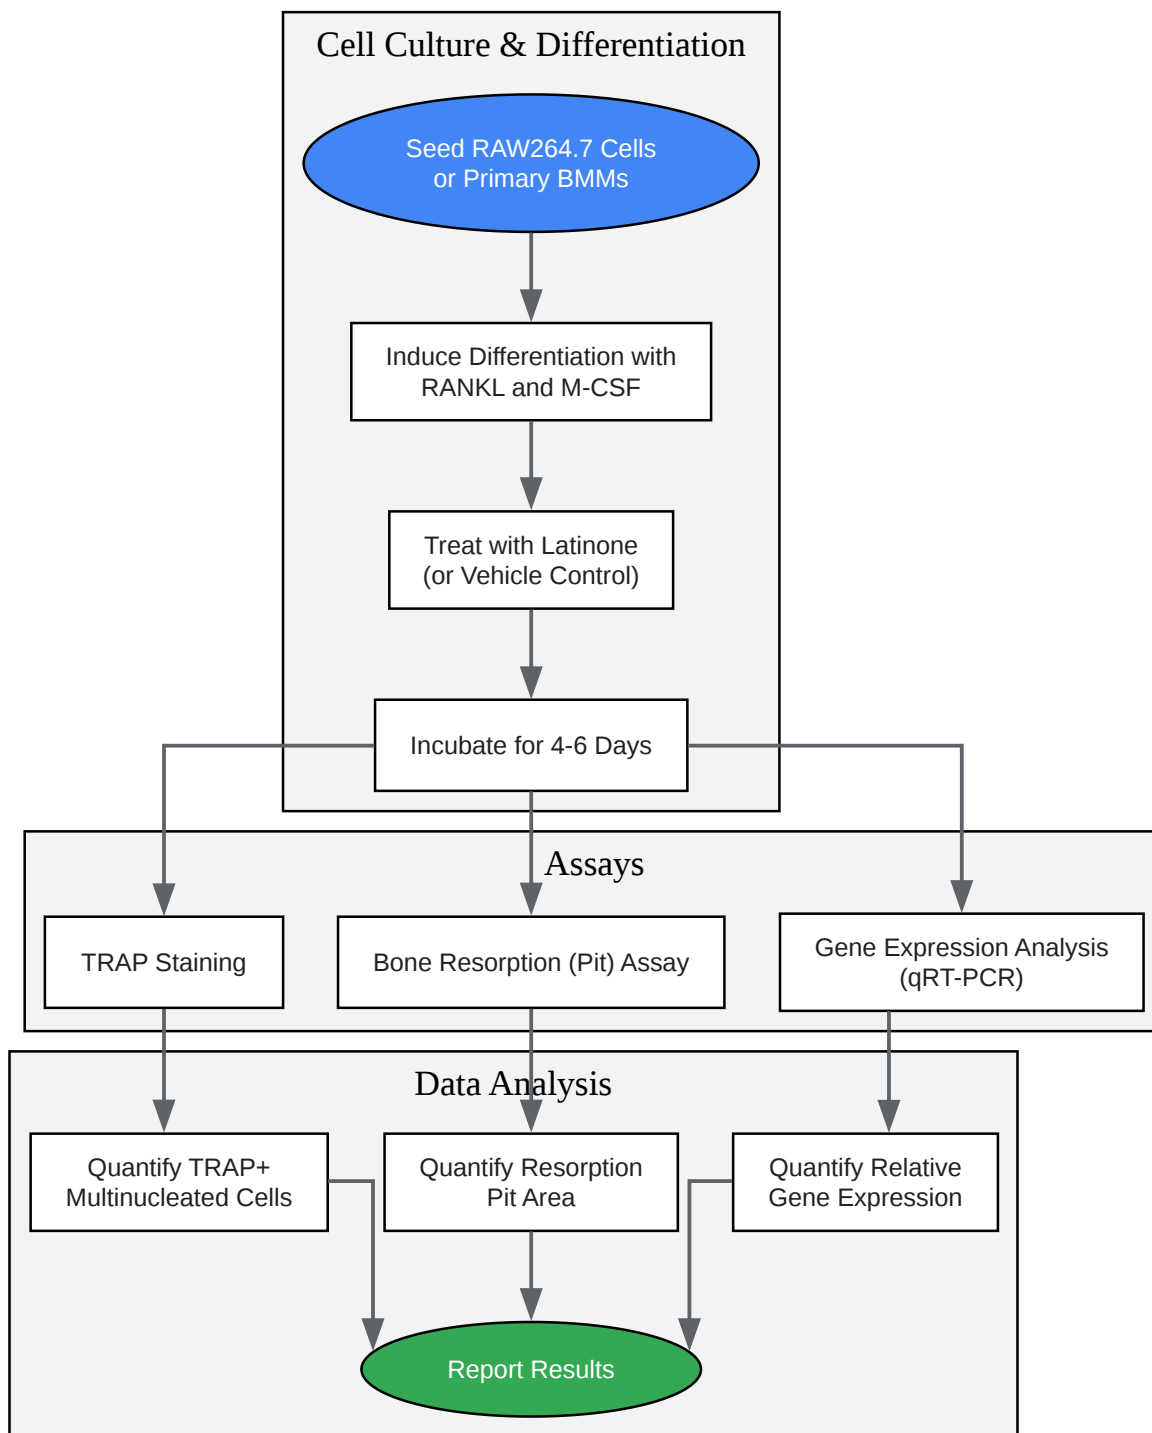 Cell Culture & Differentiation
Seed RAW264.7 Cells
or Primary BMMs
Induce Differentiation with
RANKL and M-CSF
Treat with Latinone
(or Vehicle Control)
Incubate for 4-6 Days
Assays
TRAP Staining
Bone Resorption (Pit) Assay
Gene Expression Analysis
(qRT-PCR)
Data Analysis
Quantify TRAP+
Multinucleated Cells
Quantify Resorption
Pit Area
Quantify Relative
Gene Expression
Report Results